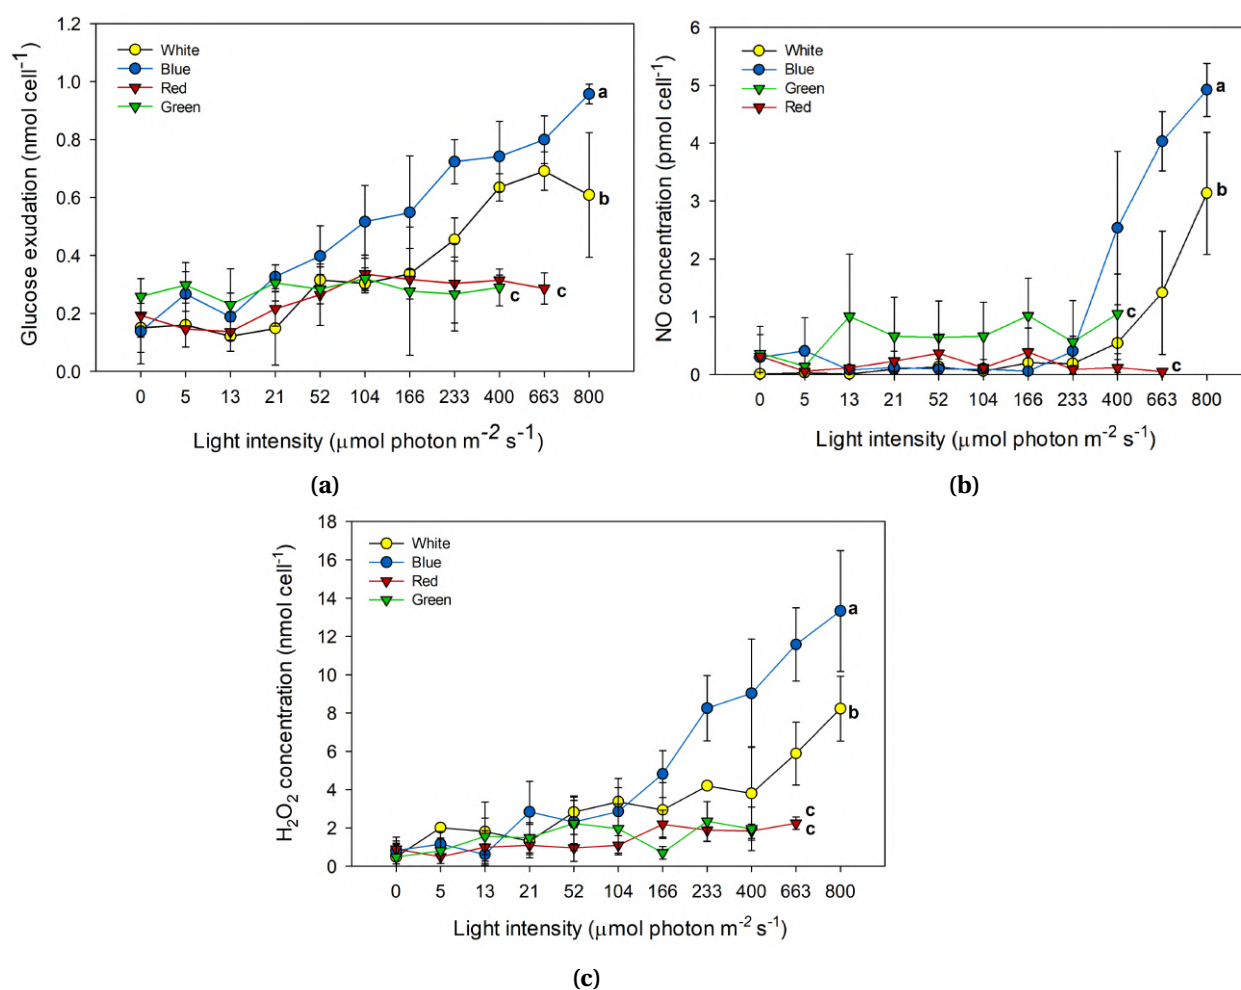 1.2
1.0
0.8
0.6
0.4
0.2
0.0
Glucose exudation (nmol cell⁻¹)
White
Blue
Red
Green
a
b
c
c
0 5 13 21 52 104 166 233 400 663 800
Light intensity (μmol photon m⁻² s⁻¹)
(a)
6
5
4
3
2
1
0
NO concentration (pmol cell⁻¹)
White
Blue
Green
Red
a
b
c
c
0 5 13 21 52 104 166 233 400 663 800
Light intensity (μmol photon m⁻² s⁻¹)
(b)
18
16
14
12
10
8
6
4
2
0
H₂O₂ concentration (nmol cell⁻¹)
White
Blue
Red
Green
a
b
c
c
0 5 13 21 52 104 166 233 400 663 800
Light intensity (μmol photon m⁻² s⁻¹)
(c)